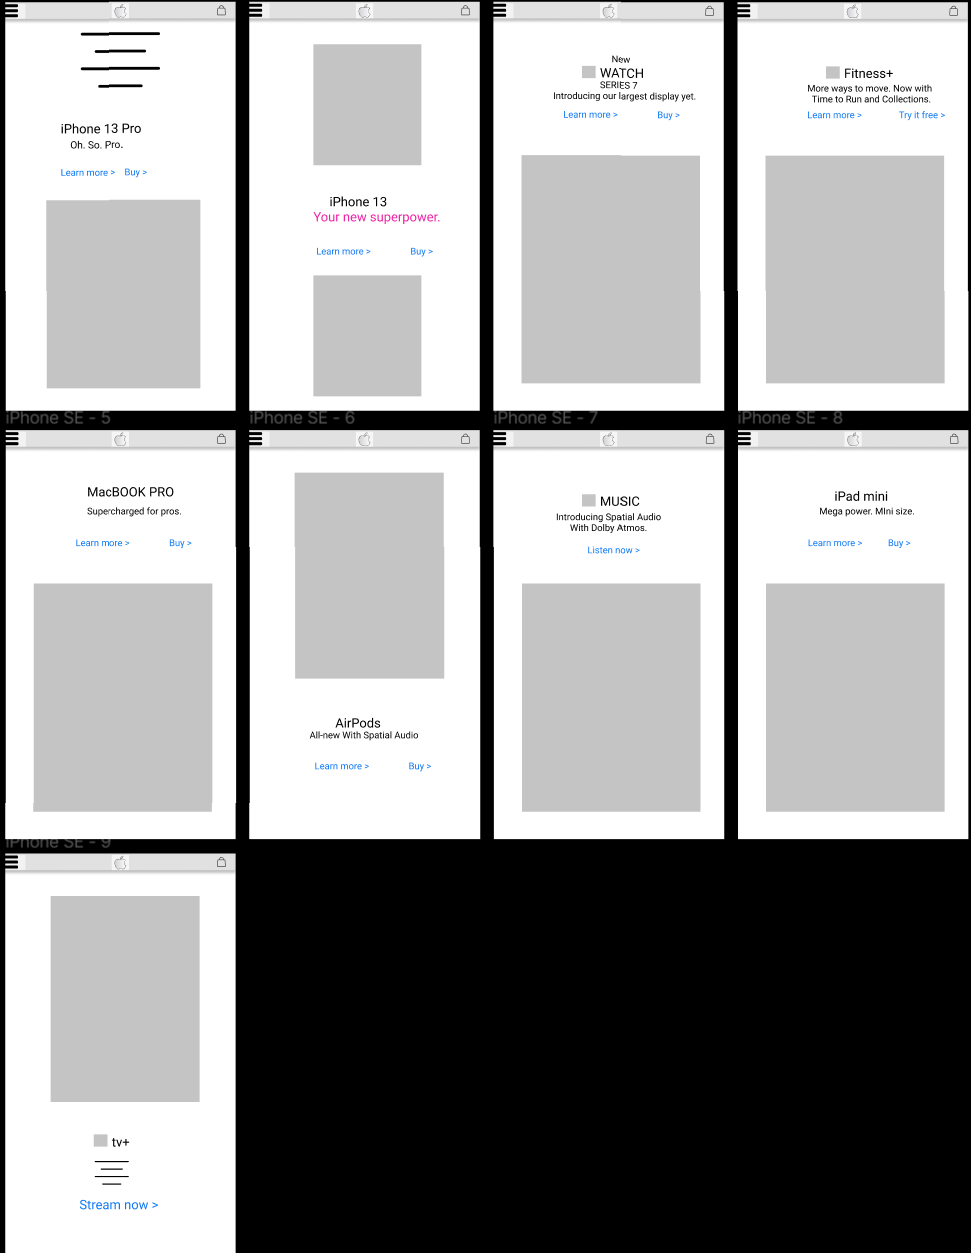 iPhone 13 Pro
Oh. So. Pro.
Learn more > Buy >
iPhone 13
Your new superpower.
Learn more > Buy >
New
WATCH
SERIES 7
Introducing our largest display yet.
Learn more > Buy >
Fitness+
More ways to move. Now with
Time to Run and Collections.
Learn more > Try it free >
iPhone SE - 5
MacBOOK PRO
Supercharged for pros.
Learn more > Buy >
iPhone SE - 6
AirPods
All-new With Spatial Audio
Learn more > Buy >
iPhone SE - 7
MUSIC
Introducing Spatial Audio
With Dolby Atmos.
Listen now >
iPhone SE - 8
iPad mini
Mega power. MIni size.
Learn more > Buy >
iPhone SE - 9
tv+
Stream now >